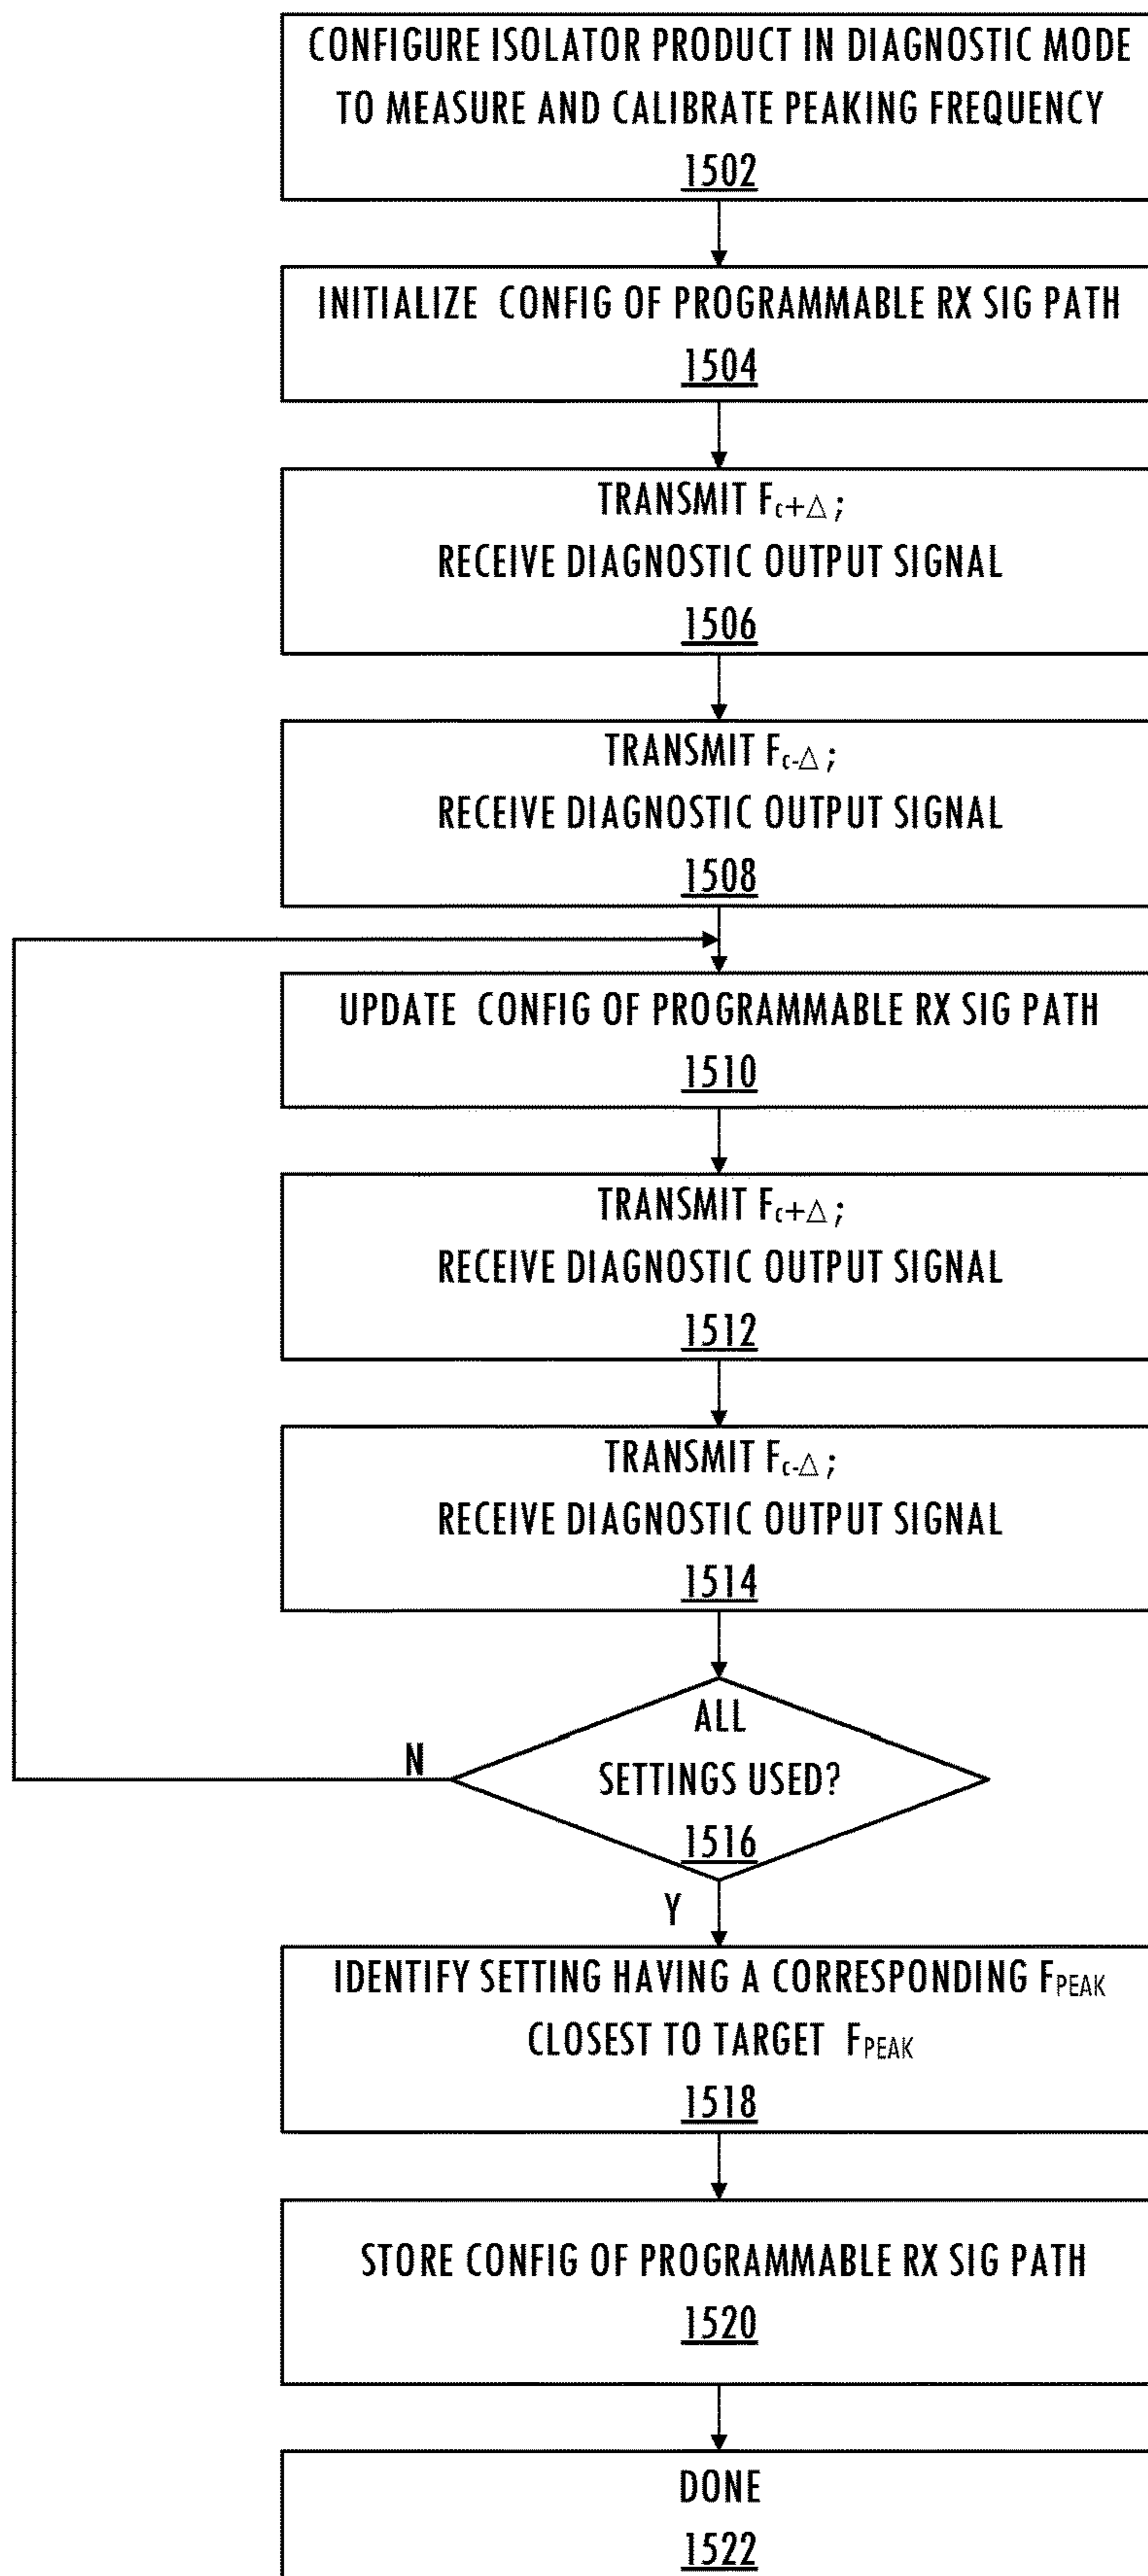 CONFIGURE ISOLATOR PRODUCT IN DIAGNOSTIC MODE
TO MEASURE AND CALIBRATE PEAKING FREQUENCY
1502
INITIALIZE CONFIG OF PROGRAMMABLE RX SIG PATH
1504
TRANSMIT Fc+△;
RECEIVE DIAGNOSTIC OUTPUT SIGNAL
1506
TRANSMIT Fc-△;
RECEIVE DIAGNOSTIC OUTPUT SIGNAL
1508
UPDATE CONFIG OF PROGRAMMABLE RX SIG PATH
1510
TRANSMIT Fc+△;
RECEIVE DIAGNOSTIC OUTPUT SIGNAL
1512
TRANSMIT Fc-△;
RECEIVE DIAGNOSTIC OUTPUT SIGNAL
1514
ALL
N
SETTINGS USED?
1516
Y
IDENTIFY SETTING HAVING A CORRESPONDING FPEAK
CLOSEST TO TARGET FPEAK
1518
STORE CONFIG OF PROGRAMMABLE RX SIG PATH
1520
DONE
1522